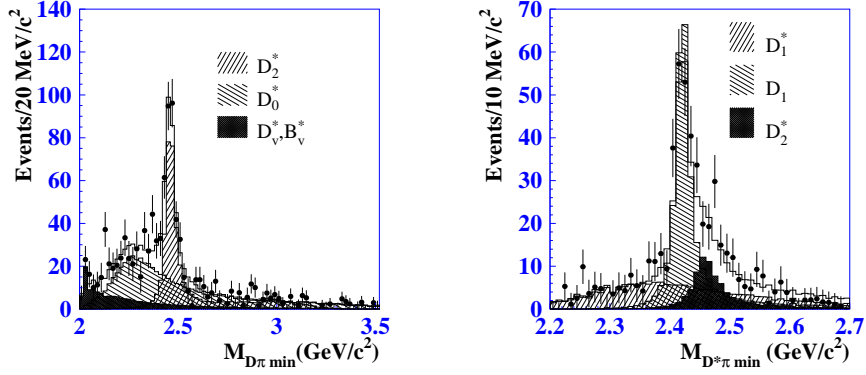 Events/20 MeV/c²
140
120
100
80
60
40
20
0
D₂*
D₀*
Dᵥ*,Bᵥ*
2 2.5 3 3.5
M_Dπ min (GeV/c²)
Events/10 MeV/c²
70
60
50
40
30
20
10
0
D₁*
D₁
D₂*
2.2 2.3 2.4 2.5 2.6 2.7
M_D*π min (GeV/c²)